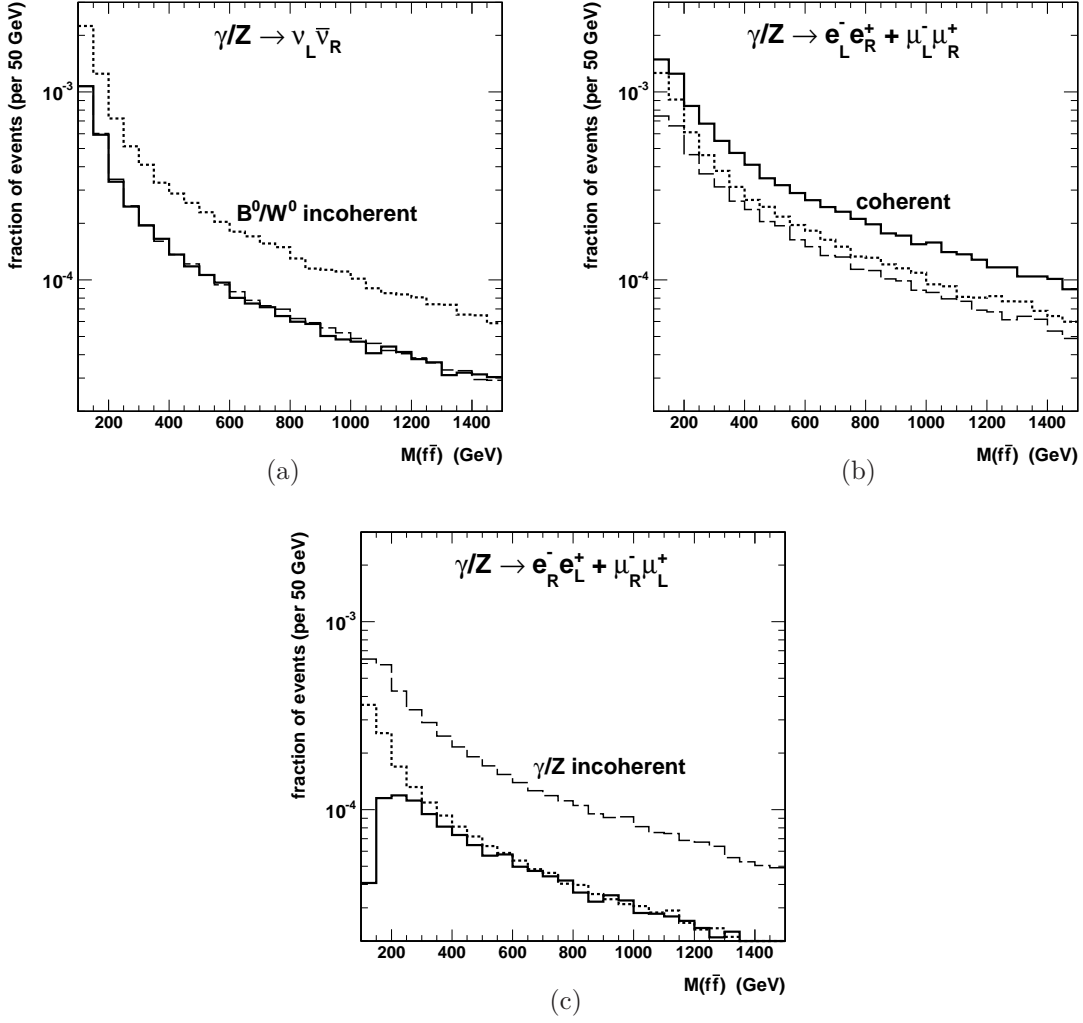 γ/Z → ν_L ν̄_R
fraction of events (per 50 GeV)
10⁻³
10⁻⁴
B⁰/W⁰ incoherent
200 400 600 800 1000 1200 1400
M(ff̄) (GeV)
(a)
γ/Z → e⁻_L e⁺_R + μ⁻_L μ⁺_R
fraction of events (per 50 GeV)
10⁻³
10⁻⁴
coherent
200 400 600 800 1000 1200 1400
M(ff̄) (GeV)
(b)
γ/Z → e⁻_R e⁺_L + μ⁻_R μ⁺_L
fraction of events (per 50 GeV)
10⁻³
10⁻⁴
γ/Z incoherent
200 400 600 800 1000 1200 1400
M(ff̄) (GeV)
(c)